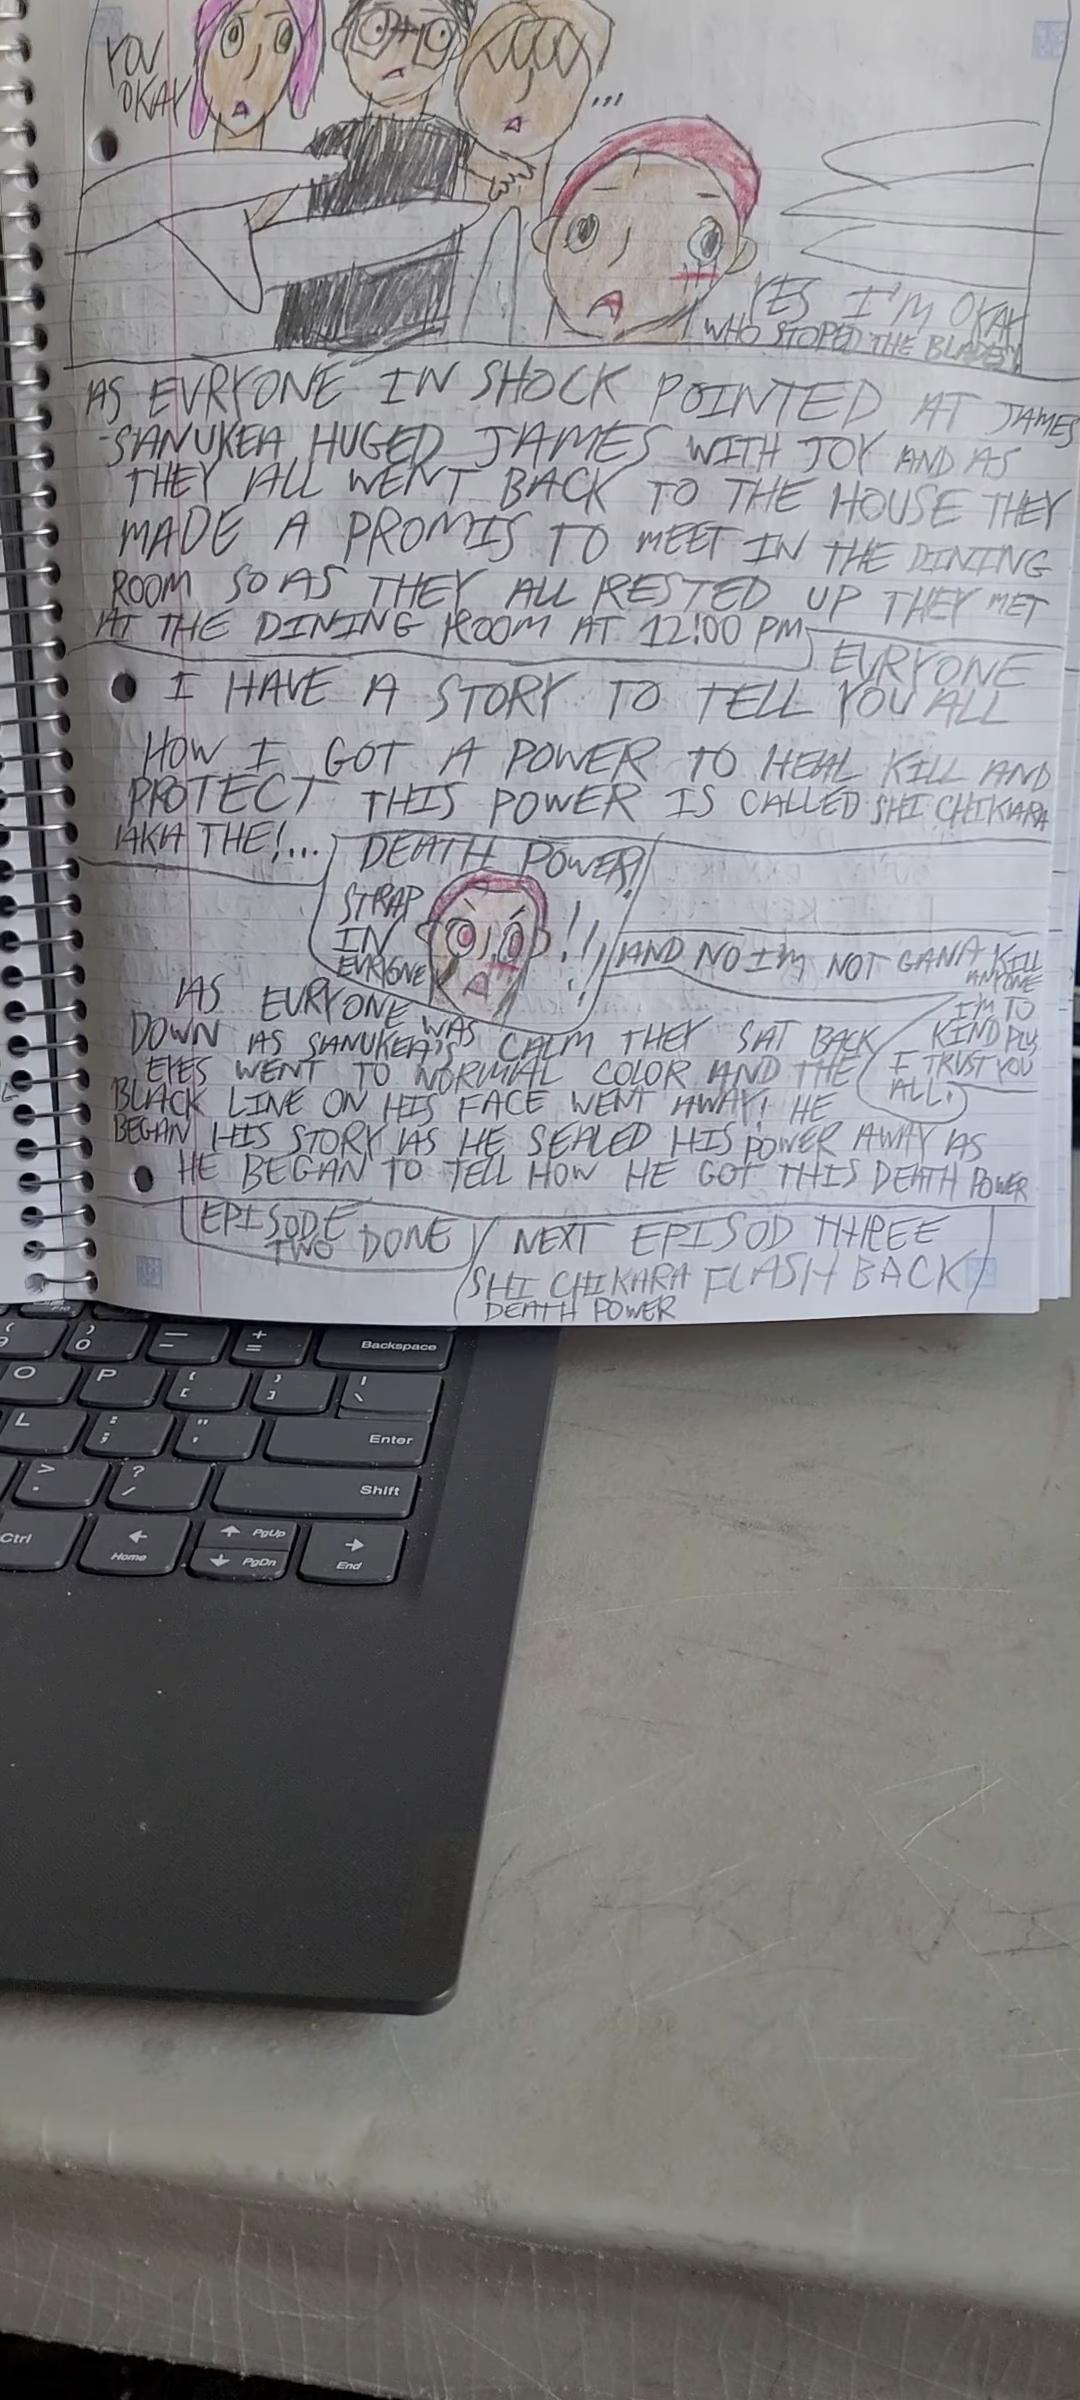 YOU
OKAY
...
YES I'M OKAY
WHO STOPED THE BLADES!
AS EVRYONE IN SHOCK POINTED AT JAMES
SANUKEA HUGED JAMES WITH JOY AND AS
THEY ALL WENT BACK TO THE HOUSE THEY
MADE A PROMIS TO MEET IN THE DINING
ROOM SO AS THEY ALL RESTED UP THEY MET
AT THE DINING ROOM AT 12:00 PM
EVRYONE
I HAVE A STORY TO TELL YOU ALL
HOW I GOT A POWER TO HEAL KILL AND
PROTECT THIS POWER IS CALLED SHI CHIKIARA
AKA THE!...
DEATH POWER!
STRAP
IN
EVRYONE
!!!
AND NO I'M NOT GANA KILL
ANYONE
I'M TO
KIND PLUS
I TRUST YOU
ALL.
AS EVRYONE WAS CALM THEY SAT BACK
DOWN AS SANUKEA'S
EYES WENT TO NORMAL COLOR AND THE
BLACK LINE ON HIS FACE WENT AWAY! HE
BEGAN HIS STORY AS HE SEALED HIS POWER AWAY AS
HE BEGAN TO TELL HOW HE GOT THIS DEATH POWER
EPISODE
TWO DONE
NEXT EPISOD THREE
SHI CHIKARA FLASH BACK
DEATH POWER
Backspace
O
P
L
Enter
Shift
Ctrl
Home
PgUp
PgDn
End